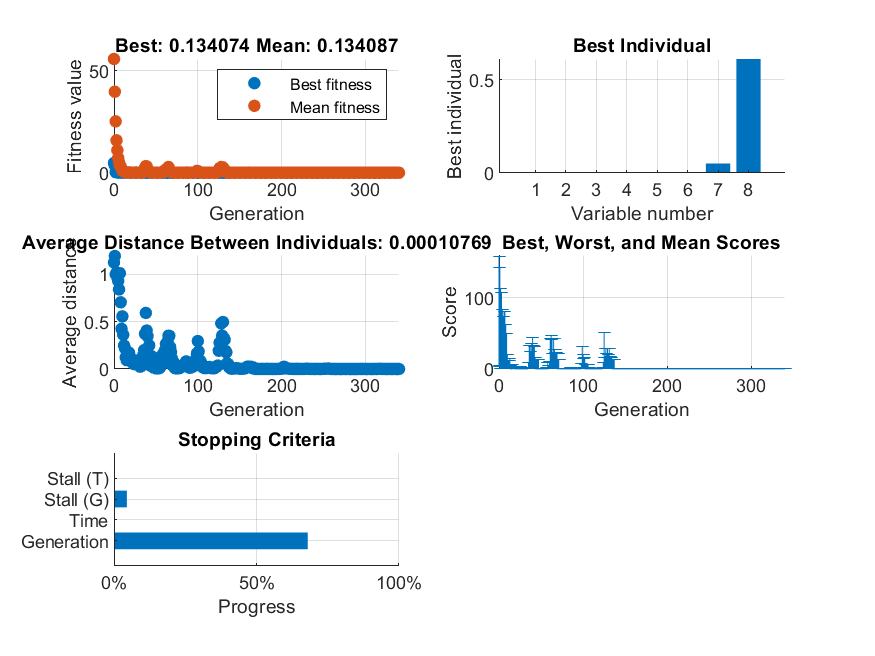 Best: 0.134074 Mean: 0.134087
Fitness value
50
0
Best fitness
Mean fitness
0 100 200 300
Generation
Best Individual
Best individual
0.5
0
1 2 3 4 5 6 7 8
Variable number
Average Distance Between Individuals: 0.00010769
Average distance
1
0.5
0
0 100 200 300
Generation
Best, Worst, and Mean Scores
Score
100
0
0 100 200 300
Generation
Stopping Criteria
Stall (T)
Stall (G)
Time
Generation
0% 50% 100%
Progress